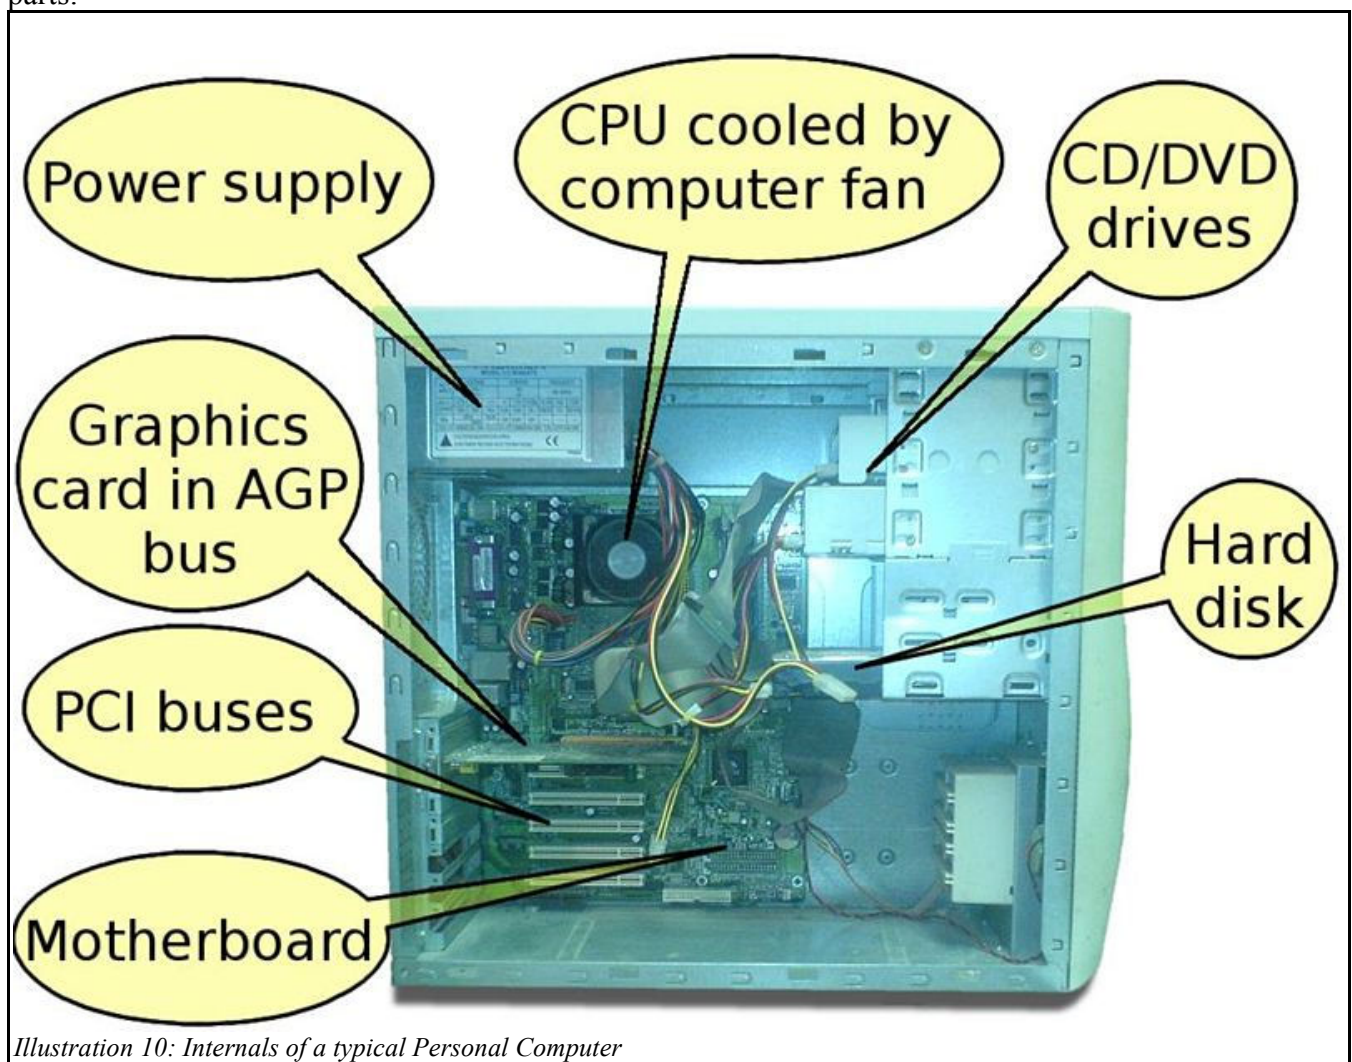 parts.
Power supply
CPU cooled by
computer fan
CD/DVD
drives
Graphics
card in AGP
bus
Hard
disk
PCI buses
Motherboard
Illustration 10: Internals of a typical Personal Computer